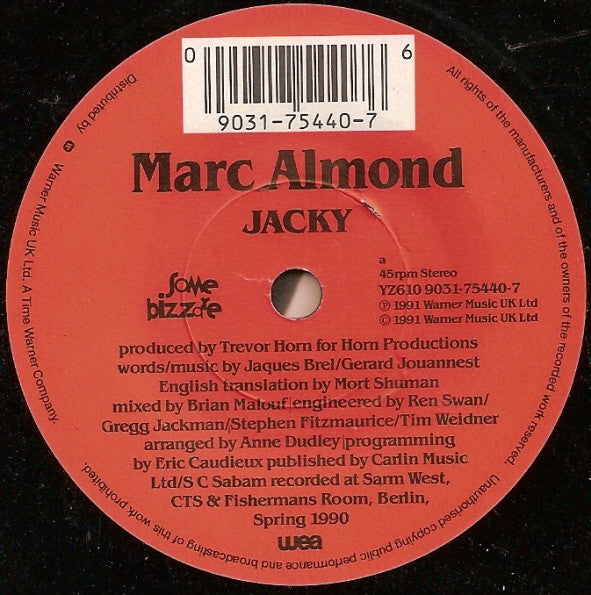 0 6
9031-75440-7
Marc Almond
JACKY
Some
bizzare
a
45rpm Stereo
YZ610 9031-75440-7
Ⓟ 1991 Warner Music UK Ltd
© 1991 Warner Music UK Ltd
produced by Trevor Horn for Horn Productions
words/music by Jaques Brel/Gerard Jouannest
English translation by Mort Shuman
mixed by Brian Malouf|engineered by Ren Swan/
Gregg Jackman/Stephen Fitzmaurice/Tim Weidner
arranged by Anne Dudley|programming
by Eric Caudieux published by Carlin Music
Ltd/S C Sabam recorded at Sarm West,
CTS & Fishermans Room, Berlin,
Spring 1990
wea
All rights of the manufacturers and of the owners of the recorded work reserved. Unauthorised copying public performance and broadcasting of this work prohibited.
Distributed by Warner Music UK Ltd. A Time Warner Company.